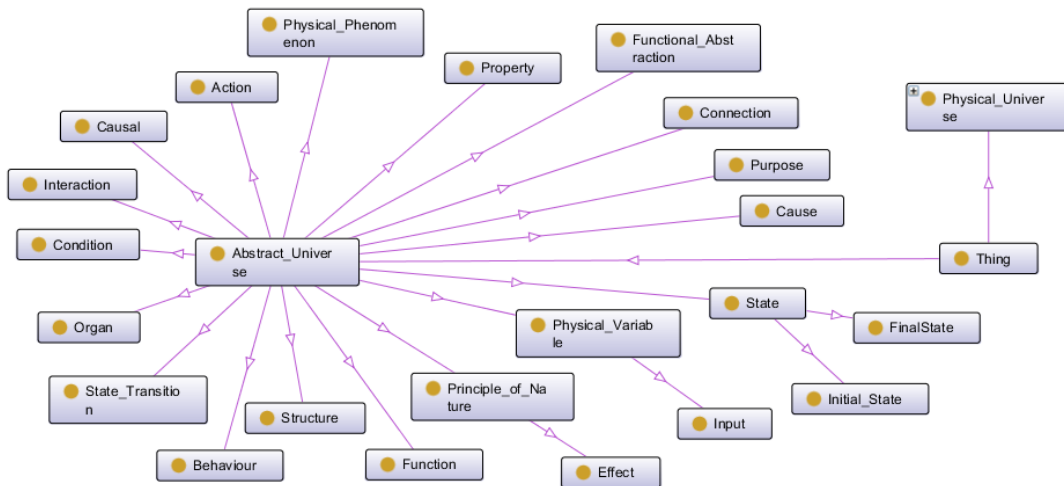 Physical_Phenom
enon
Functional_Abst
raction
Property
Action
Physical_Univer
se
Connection
Causal
Purpose
Interaction
Cause
Condition
Abstract_Univer
se
Thing
State
Organ
Physical_Variab
le
FinalState
State_Transitio
n
Principle_of_Na
ture
Initial_State
Structure
Input
Behaviour
Function
Effect